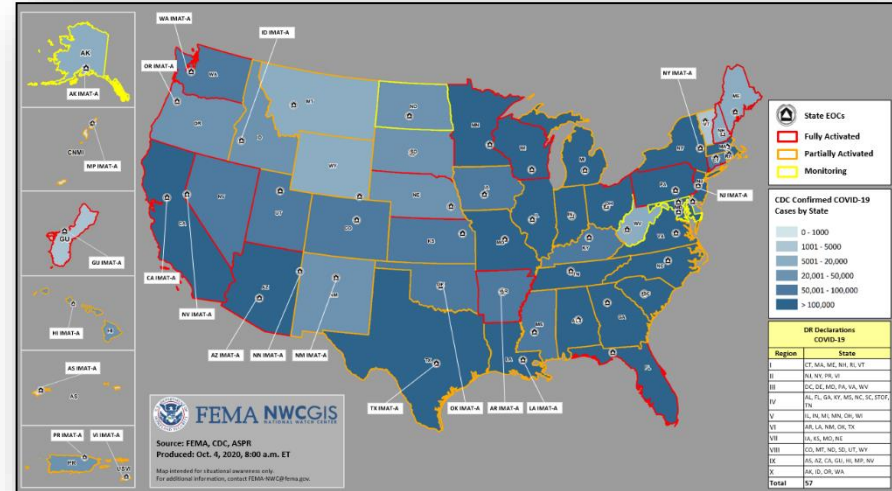 WA IMAT-A
ID IMAT-A
OR IMAT-A
NY IMAT-A
AK
AK IMAT-A
CNMI
MP IMAT-A
GU
GU IMAT-A
HI
HI IMAT-A
AS IMAT-A
AS
PR IMAT-A
VI IMAT-A
PR
USVI
WA
OR
ID
MT
ND
SD
WY
NE
NV
UT
CO
KS
CA
AZ
NM
TX
LA
MN
WI
MI
NY
PA
ME
VT
WV
VA
KY
NC
TN
GA
FL
NJ IMAT-A
CA IMAT-A
NV IMAT-A
AZ IMAT-A
NN IMAT-A
NM IMAT-A
TX IMAT-A
OK IMAT-A
AR IMAT-A
LA IMAT-A
FEMA NWCGIS
NATIONAL WATCH CENTER
Source: FEMA, CDC, ASPR
Produced: Oct. 4, 2020, 8:00 a.m. ET
Map intended for situational awareness only.
For additional information, contact FEMA-NWC@fema.gov.
State EOCs
Fully Activated
Partially Activated
Monitoring
CDC Confirmed COVID-19
Cases by State
0 - 1000
1001 - 5000
5001 - 20,000
20,001 - 50,000
50,001 - 100,000
> 100,000
DR Declarations
COVID-19
Region State
I CT, MA, ME, NH, RI, VT
II NJ, NY, PR, VI
III DC, DE, MD, PA, VA, WV
IV AL, FL, GA, KY, MS, NC, SC, STOF,
TN
V IL, IN, MI, MN, OH, WI
VI AR, LA, NM, OK, TX
VII IA, KS, MO, NE
VIII CO, MT, ND, SD, UT, WY
IX AS, AZ, CA, GU, HI, MP, NV
X AK, ID, OR, WA
Total 57